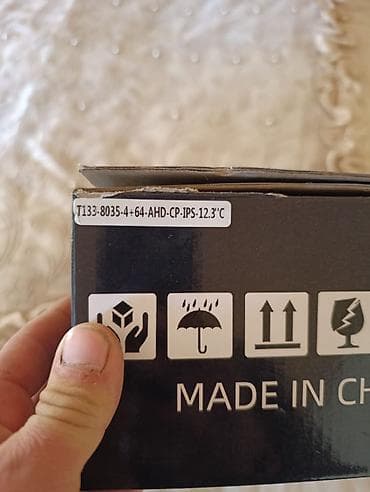 T133-8035-4+64-AHD-CP-IPS-12.3"C
MADE IN CH